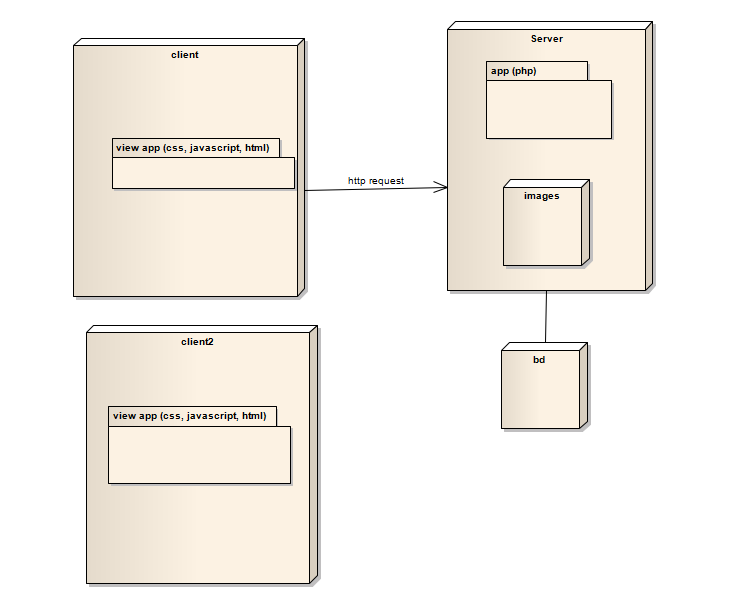 client
view app (css, javascript, html)
http request
Server
app (php)
images
client2
view app (css, javascript, html)
bd